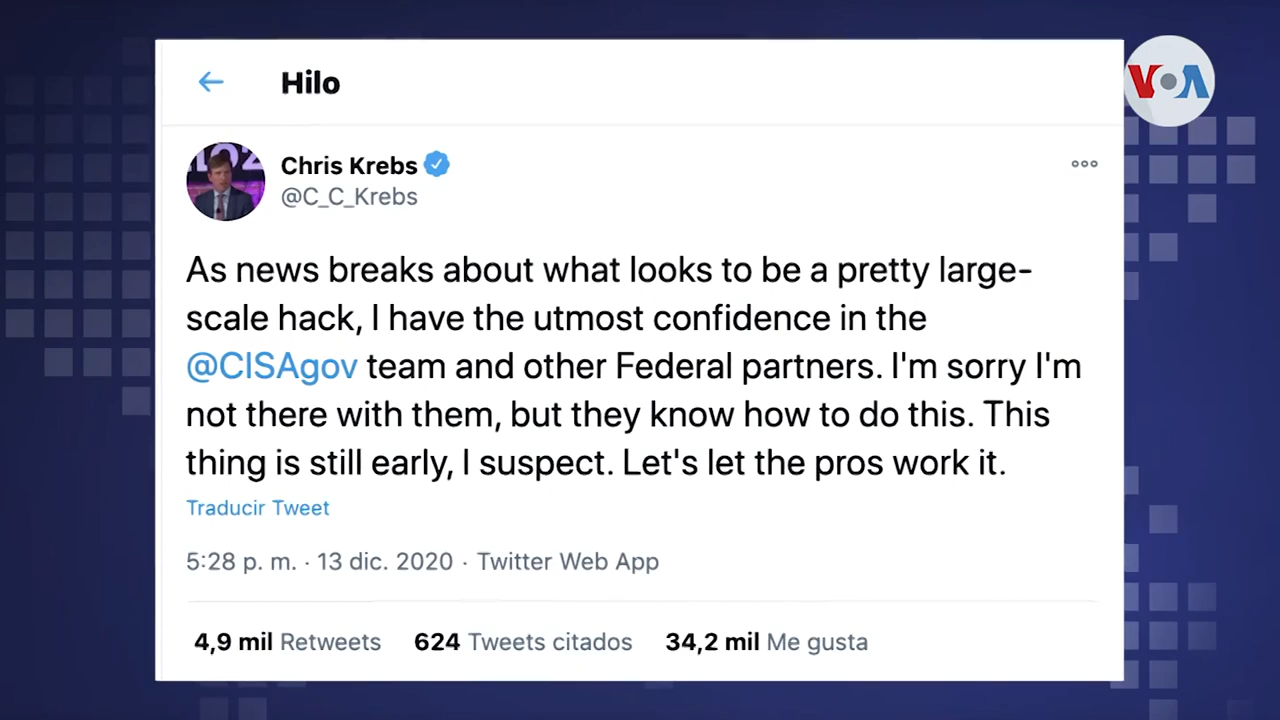 VOA
Hilo
Chris Krebs
@C_C_Krebs
As news breaks about what looks to be a pretty large-
scale hack, I have the utmost confidence in the
@CISAgov team and other Federal partners. I'm sorry I'm
not there with them, but they know how to do this. This
thing is still early, I suspect. Let's let the pros work it.
Traducir Tweet
5:28 p. m. · 13 dic. 2020 · Twitter Web App
4,9 mil Retweets 624 Tweets citados 34,2 mil Me gusta